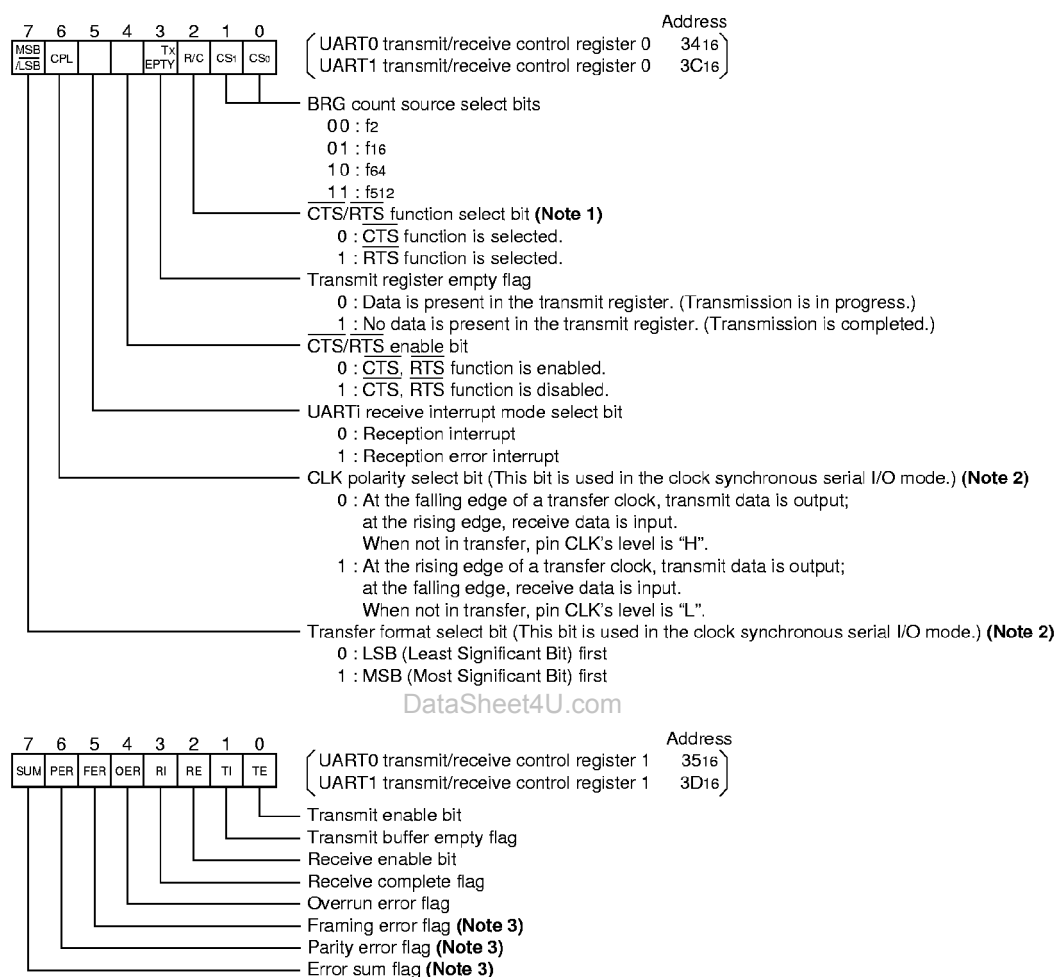 Address
7 6 5 4 3 2 1 0
MSB/LSB CPL Tx EPTY R/C CS1 CS0
UART0 transmit/receive control register 0 3416
UART1 transmit/receive control register 0 3C16
BRG count source select bits
0 0 : f2
0 1 : f16
1 0 : f64
1 1 : f512
CTS/RTS function select bit (Note 1)
0 : CTS function is selected.
1 : RTS function is selected.
Transmit register empty flag
0 : Data is present in the transmit register. (Transmission is in progress.)
1 : No data is present in the transmit register. (Transmission is completed.)
CTS/RTS enable bit
0 : CTS, RTS function is enabled.
1 : CTS, RTS function is disabled.
UARTi receive interrupt mode select bit
0 : Reception interrupt
1 : Reception error interrupt
CLK polarity select bit (This bit is used in the clock synchronous serial I/O mode.) (Note 2)
0 : At the falling edge of a transfer clock, transmit data is output;
at the rising edge, receive data is input.
When not in transfer, pin CLK's level is “H”.
1 : At the rising edge of a transfer clock, transmit data is output;
at the falling edge, receive data is input.
When not in transfer, pin CLK's level is “L”.
Transfer format select bit (This bit is used in the clock synchronous serial I/O mode.) (Note 2)
0 : LSB (Least Significant Bit) first
1 : MSB (Most Significant Bit) first
DataSheet4U.com
Address
7 6 5 4 3 2 1 0
SUM PER FER OER RI RE TI TE
UART0 transmit/receive control register 1 3516
UART1 transmit/receive control register 1 3D16
Transmit enable bit
Transmit buffer empty flag
Receive enable bit
Receive complete flag
Overrun error flag
Framing error flag (Note 3)
Parity error flag (Note 3)
Error sum flag (Note 3)